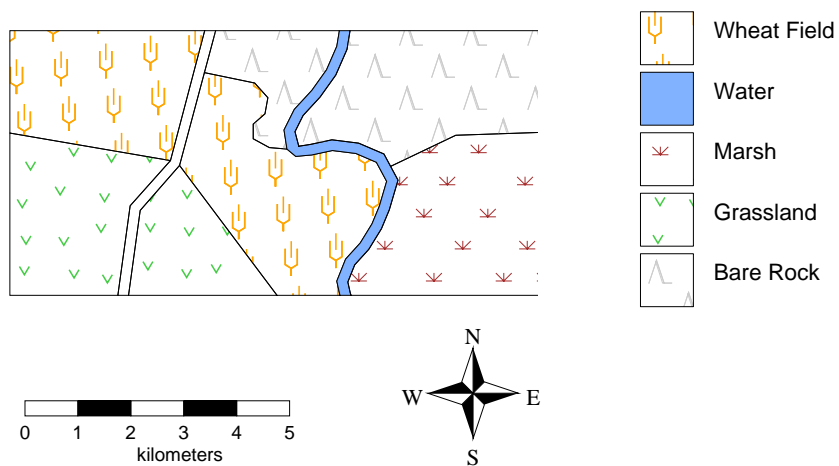 Wheat Field
Water
Marsh
Grassland
Bare Rock
N
W E
S
0 1 2 3 4 5
kilometers